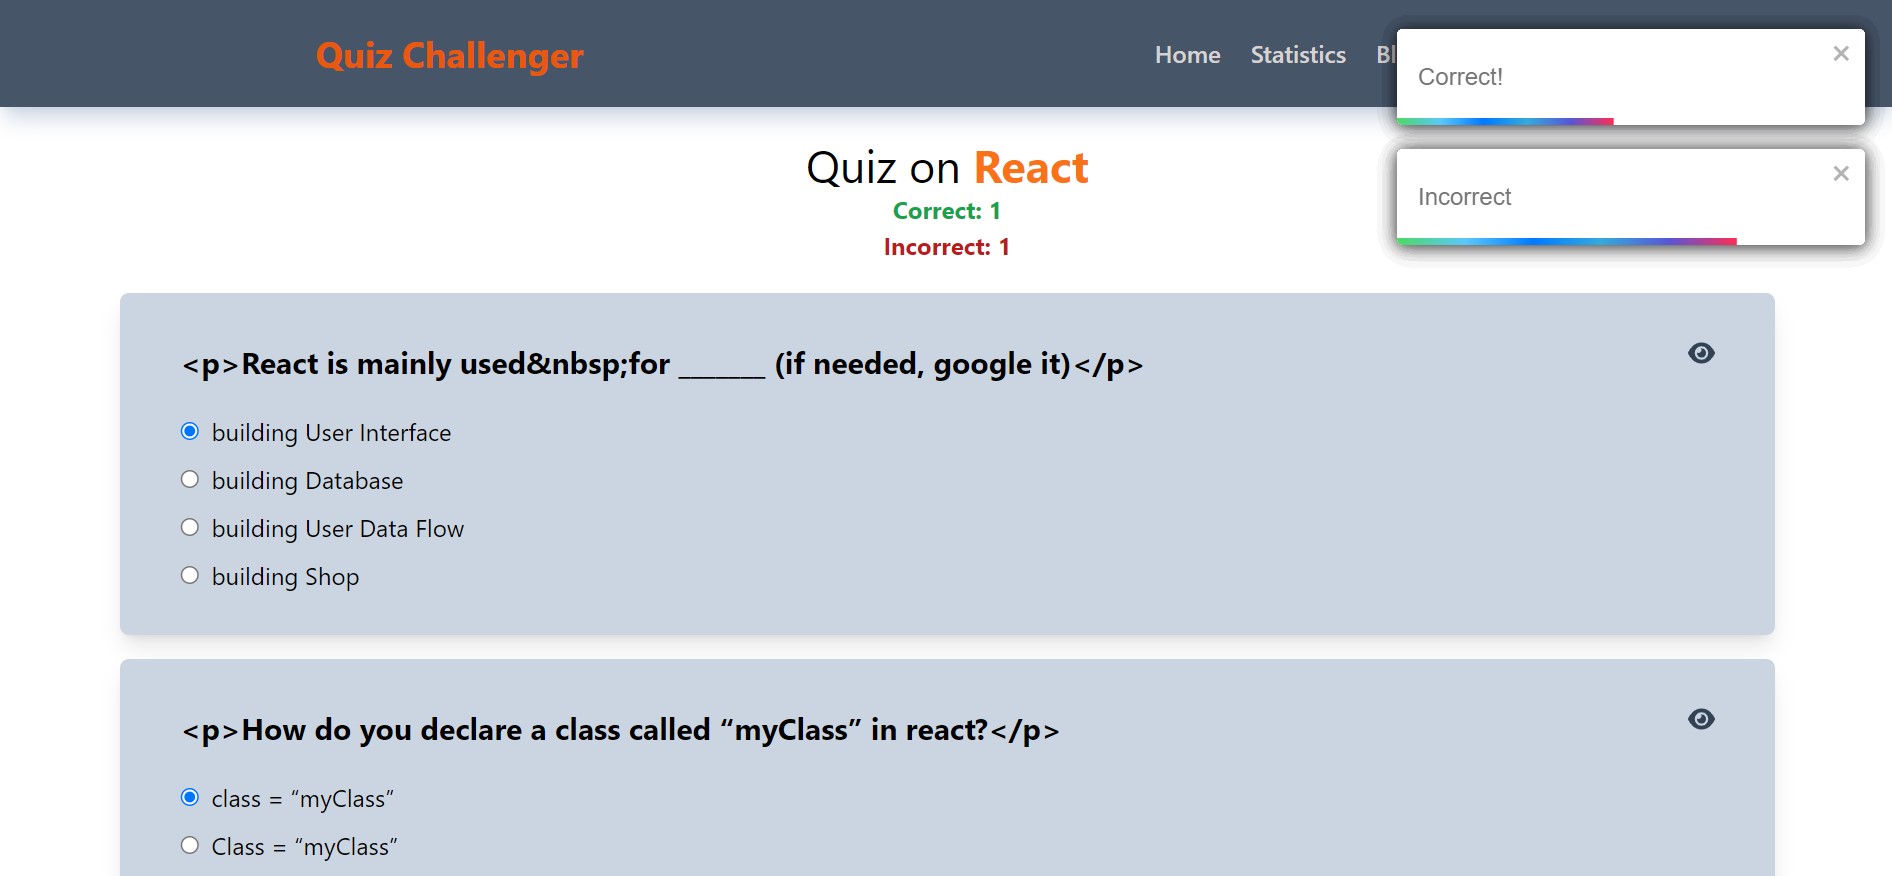 Quiz Challenger
Home Statistics Bl
Correct!
Incorrect
Quiz on React
Correct: 1
Incorrect: 1
<p>React is mainly used&nbsp;for _______ (if needed, google it)</p>
building User Interface
building Database
building User Data Flow
building Shop
<p>How do you declare a class called “myClass” in react?</p>
class = “myClass”
Class = “myClass”